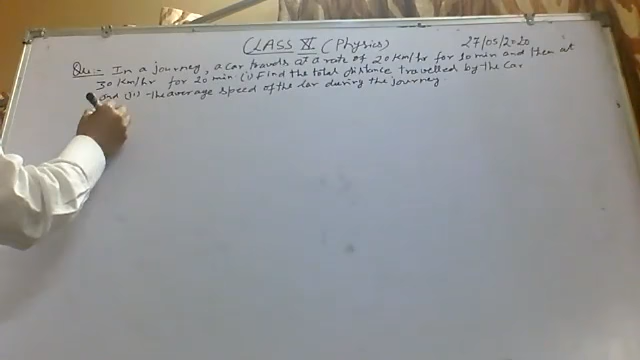 CLASS XI (Physics)
27/05/2020
Que:- In a journey, a car travels at a rate of 20 Km/hr for 10 min and then at
30 Km/hr for 20 min. (i) Find the total distance travelled by the car
and (ii) the average speed of the car during the journey